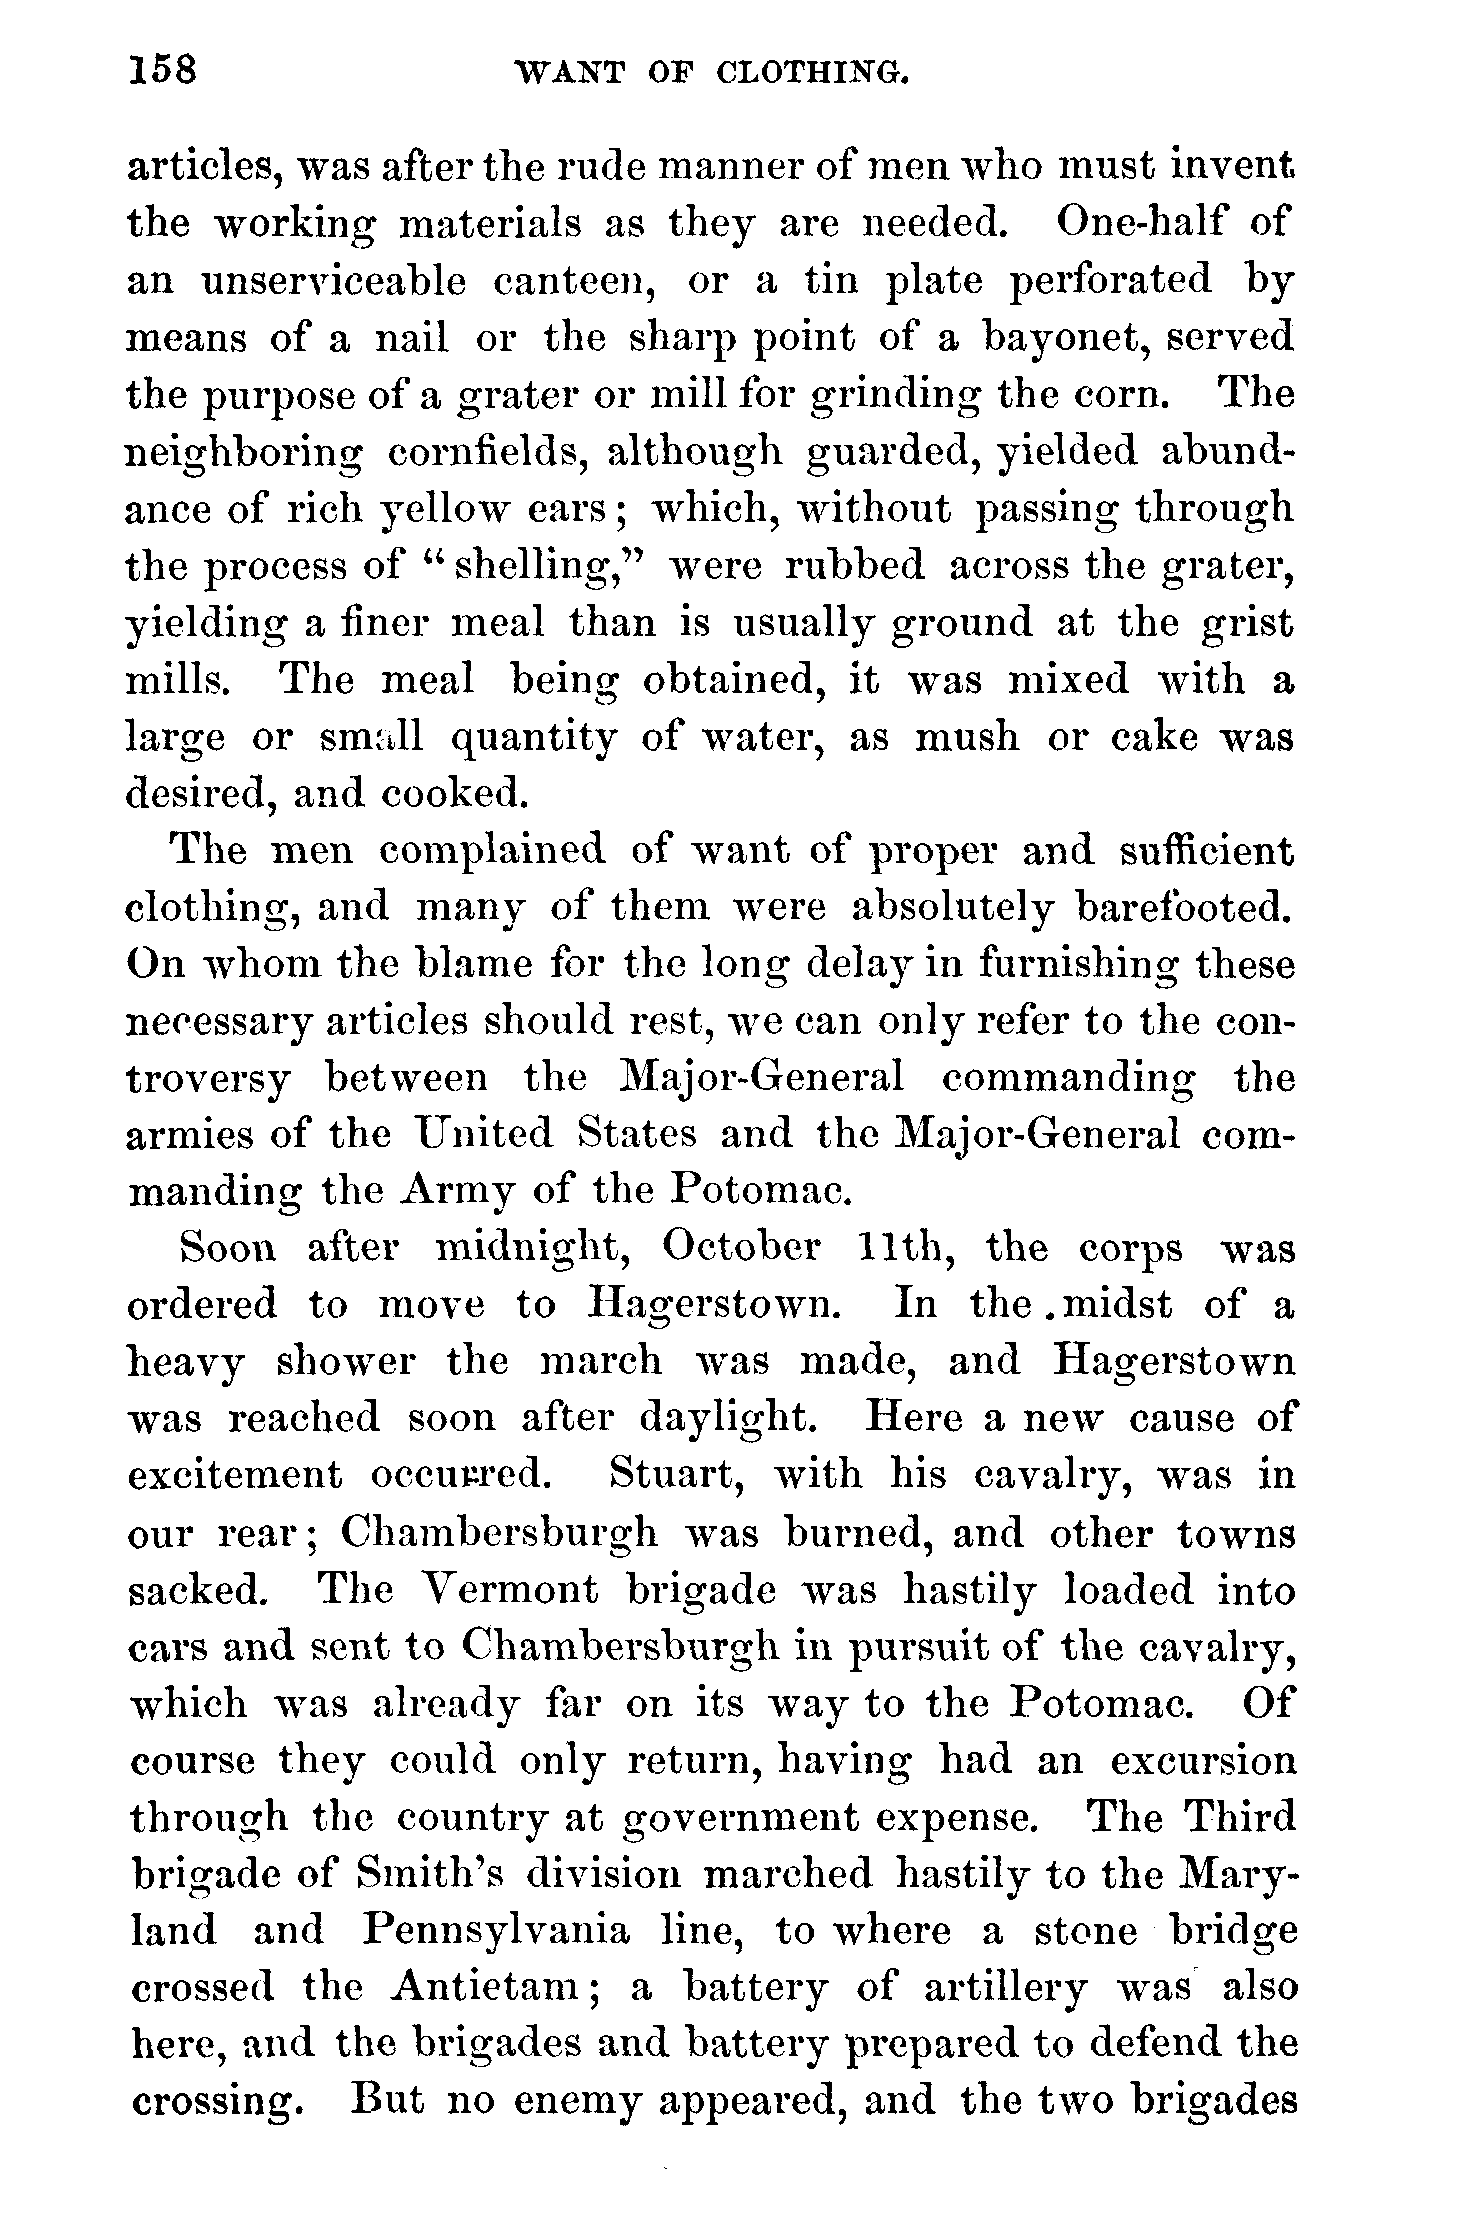 158 WANT OF CLOTHING.
articles, was after the rude manner of men who must invent
the working materials as they are needed. One-half of
an unserviceable canteen, or a tin plate perforated by
means of a nail or the sharp point of a bayonet, served
the purpose of a grater or mill for grinding the corn. The
neighboring cornfields, although guarded, yielded abund-
ance of rich yellow ears; which, without passing through
the process of “shelling,” were rubbed across the grater,
yielding a finer meal than is usually ground at the grist
mills. The meal being obtained, it was mixed with a
large or small quantity of water, as mush or cake was
desired, and cooked.
The men complained of want of proper and sufficient
clothing, and many of them were absolutely barefooted.
On whom the blame for the long delay in furnishing these
necessary articles should rest, we can only refer to the con-
troversy between the Major-General commanding the
armies of the United States and the Major-General com-
manding the Army of the Potomac.
Soon after midnight, October 11th, the corps was
ordered to move to Hagerstown. In the midst of a
heavy shower the march was made, and Hagerstown
was reached soon after daylight. Here a new cause of
excitement occurred. Stuart, with his cavalry, was in
our rear; Chambersburgh was burned, and other towns
sacked. The Vermont brigade was hastily loaded into
cars and sent to Chambersburgh in pursuit of the cavalry,
which was already far on its way to the Potomac. Of
course they could only return, having had an excursion
through the country at government expense. The Third
brigade of Smith’s division marched hastily to the Mary-
land and Pennsylvania line, to where a stone bridge
crossed the Antietam; a battery of artillery was also
here, and the brigades and battery prepared to defend the
crossing. But no enemy appeared, and the two brigades